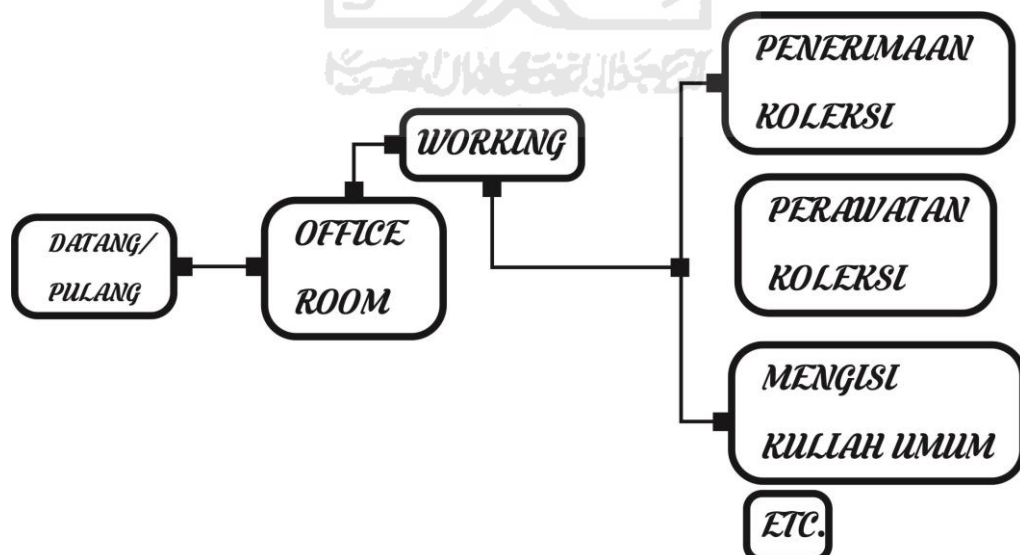 DATANG/
PULANG
OFFICE
ROOM
WORKING
PENERIMAAN
KOLEKSI
PERAWATAN
KOLEKSI
MENGISI
KULIAH UMUM
ETC.